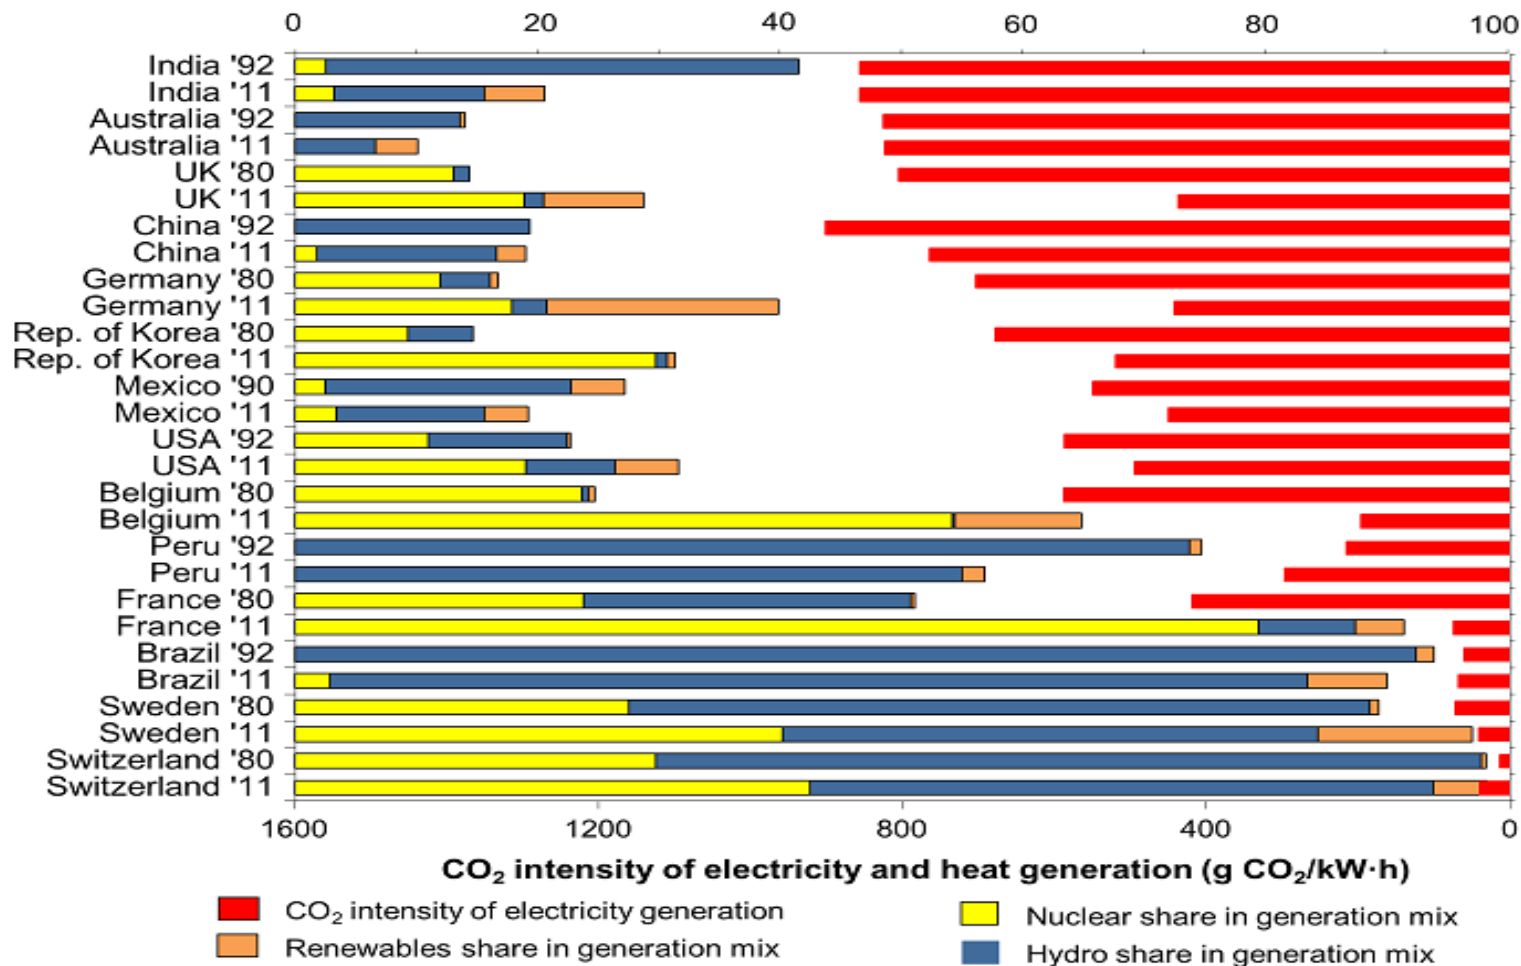 0 20 40 60 80 100
India '92
India '11
Australia '92
Australia '11
UK '80
UK '11
China '92
China '11
Germany '80
Germany '11
Rep. of Korea '80
Rep. of Korea '11
Mexico '90
Mexico '11
USA '92
USA '11
Belgium '80
Belgium '11
Peru '92
Peru '11
France '80
France '11
Brazil '92
Brazil '11
Sweden '80
Sweden '11
Switzerland '80
Switzerland '11
1600 1200 800 400 0
CO₂ intensity of electricity and heat generation (g CO₂/kW·h)
CO₂ intensity of electricity generation
Nuclear share in generation mix
Renewables share in generation mix
Hydro share in generation mix